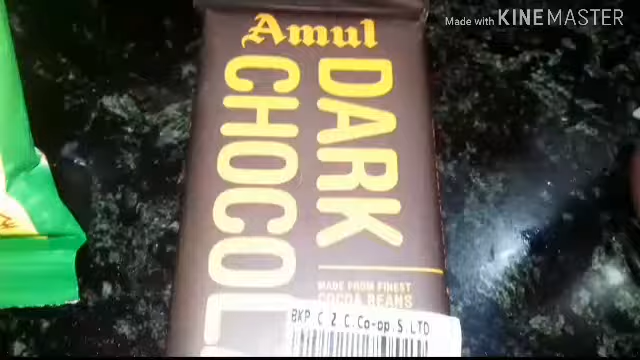 Made with KINEMASTER
Amul
DARK
CHOCOL
MADE FROM FINEST
COCOA BEANS
BKP C Z C.Co-op.S.LTD